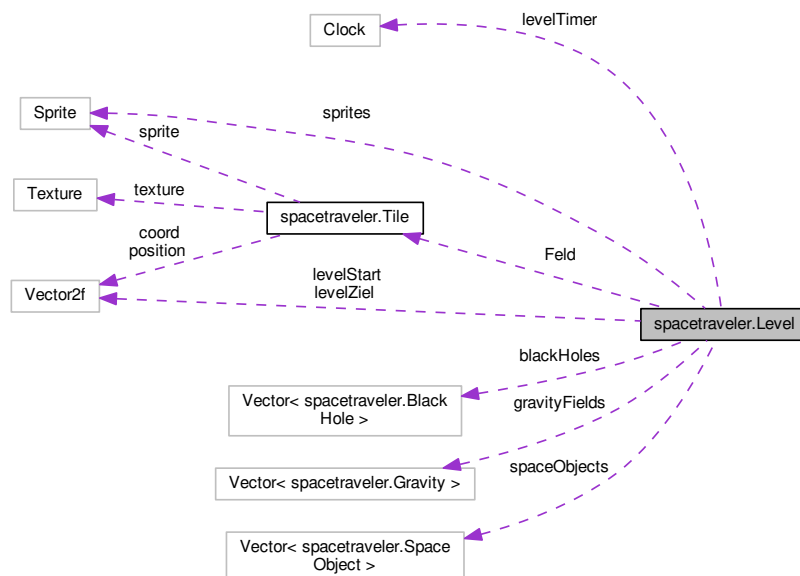 levelTimer
Clock
Sprite
sprites
sprite
Texture
texture
spacetraveler.Tile
coord
position
Feld
levelStart
levelZiel
Vector2f
spacetraveler.Level
blackHoles
Vector< spacetraveler.Black
Hole >
gravityFields
Vector< spacetraveler.Gravity >
spaceObjects
Vector< spacetraveler.Space
Object >